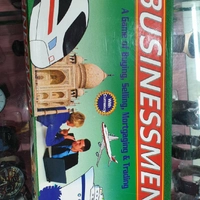 BUSINESSMEN
A Game of Buying, Selling, Mortgaging & Trading